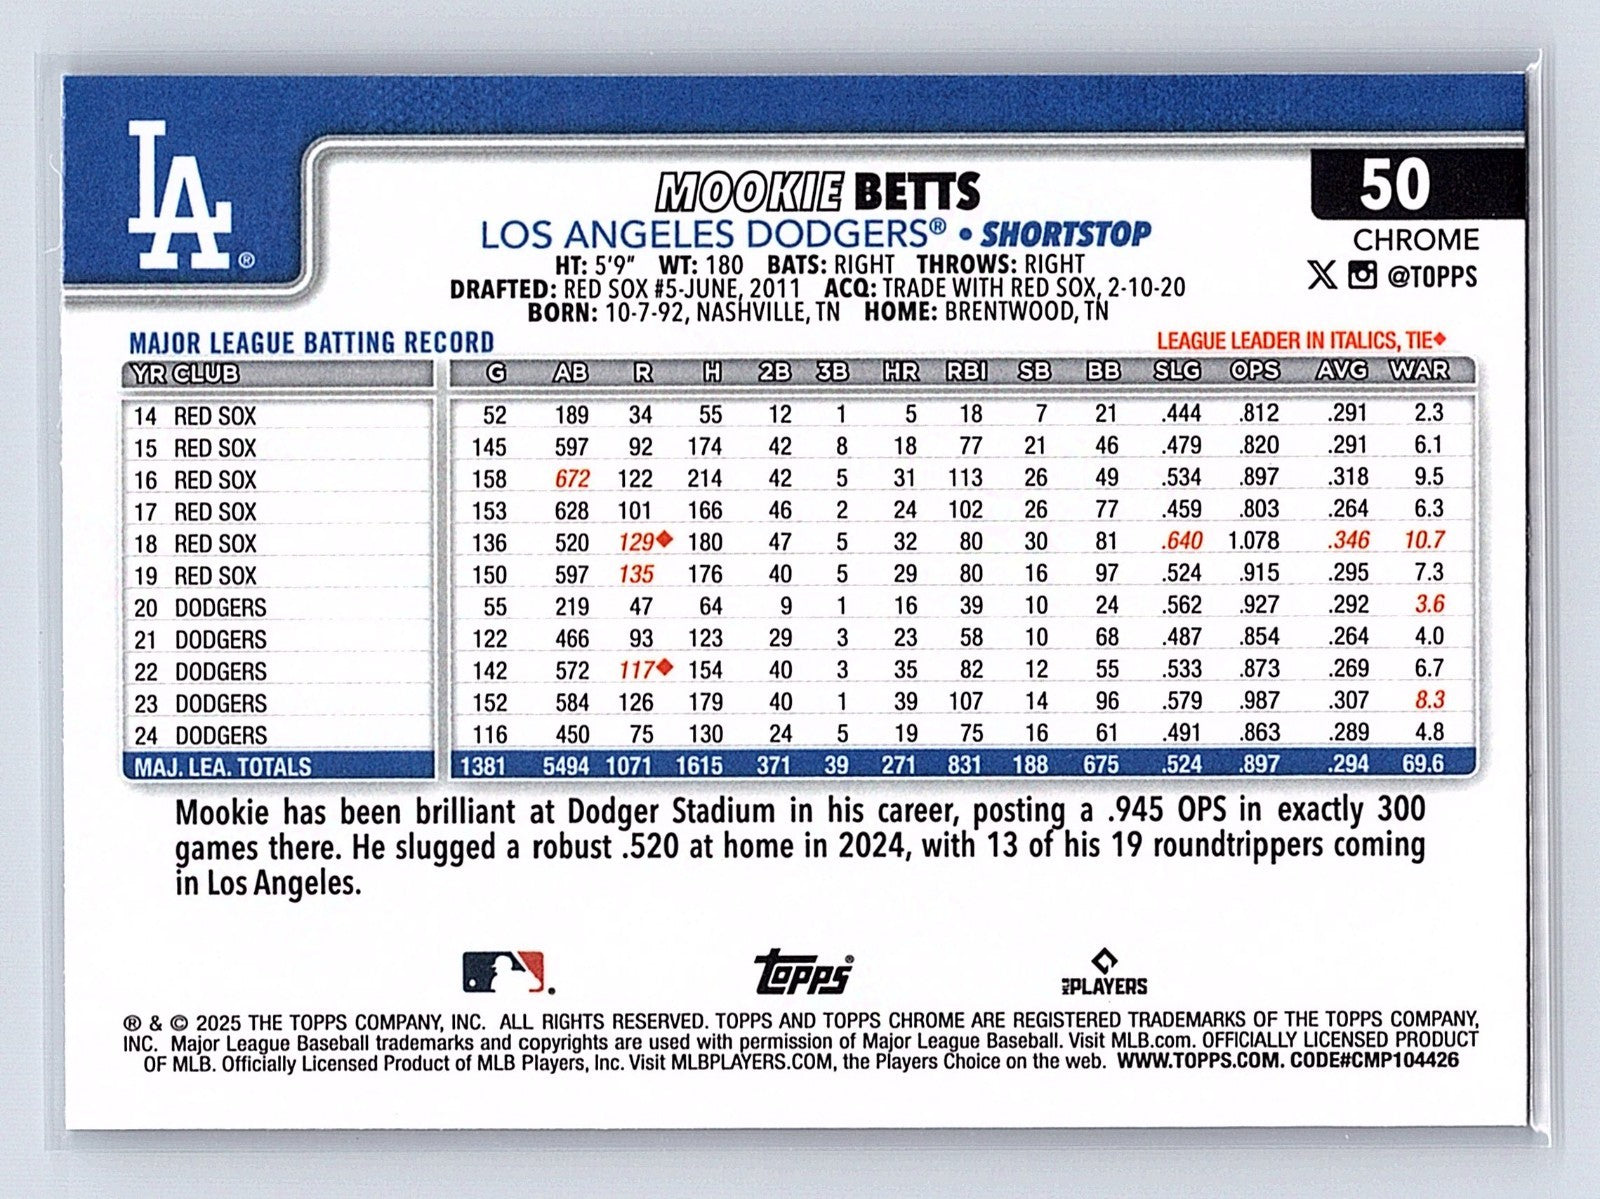 LA®
MOOKIE BETTS
50
LOS ANGELES DODGERS® • SHORTSTOP
CHROME
HT: 5'9" WT: 180 BATS: RIGHT THROWS: RIGHT
@TOPPS
DRAFTED: RED SOX #5-JUNE, 2011 ACQ: TRADE WITH RED SOX, 2-10-20
BORN: 10-7-92, NASHVILLE, TN HOME: BRENTWOOD, TN
MAJOR LEAGUE BATTING RECORD
LEAGUE LEADER IN ITALICS, TIE◆
YR CLUB G AB R H 2B 3B HR RBI SB BB SLG OPS AVG WAR
14 RED SOX 52 189 34 55 12 1 5 18 7 21 .444 .812 .291 2.3
15 RED SOX 145 597 92 174 42 8 18 77 21 46 .479 .820 .291 6.1
16 RED SOX 158 672 122 214 42 5 31 113 26 49 .534 .897 .318 9.5
17 RED SOX 153 628 101 166 46 2 24 102 26 77 .459 .803 .264 6.3
18 RED SOX 136 520 129◆ 180 47 5 32 80 30 81 .640 1.078 .346 10.7
19 RED SOX 150 597 135 176 40 5 29 80 16 97 .524 .915 .295 7.3
20 DODGERS 55 219 47 64 9 1 16 39 10 24 .562 .927 .292 3.6
21 DODGERS 122 466 93 123 29 3 23 58 10 68 .487 .854 .264 4.0
22 DODGERS 142 572 117◆ 154 40 3 35 82 12 55 .533 .873 .269 6.7
23 DODGERS 152 584 126 179 40 1 39 107 14 96 .579 .987 .307 8.3
24 DODGERS 116 450 75 130 24 5 19 75 16 61 .491 .863 .289 4.8
MAJ. LEA. TOTALS 1381 5494 1071 1615 371 39 271 831 188 675 .524 .897 .294 69.6
Mookie has been brilliant at Dodger Stadium in his career, posting a .945 OPS in exactly 300
games there. He slugged a robust .520 at home in 2024, with 13 of his 19 roundtrippers coming
in Los Angeles.
Topps®
MLB PLAYERS
® & © 2025 THE TOPPS COMPANY, INC. ALL RIGHTS RESERVED. TOPPS AND TOPPS CHROME ARE REGISTERED TRADEMARKS OF THE TOPPS COMPANY,
INC. Major League Baseball trademarks and copyrights are used with permission of Major League Baseball. Visit MLB.com. OFFICIALLY LICENSED PRODUCT
OF MLB. Officially Licensed Product of MLB Players, Inc. Visit MLBPLAYERS.COM, the Players Choice on the web. WWW.TOPPS.COM. CODE#CMP104426